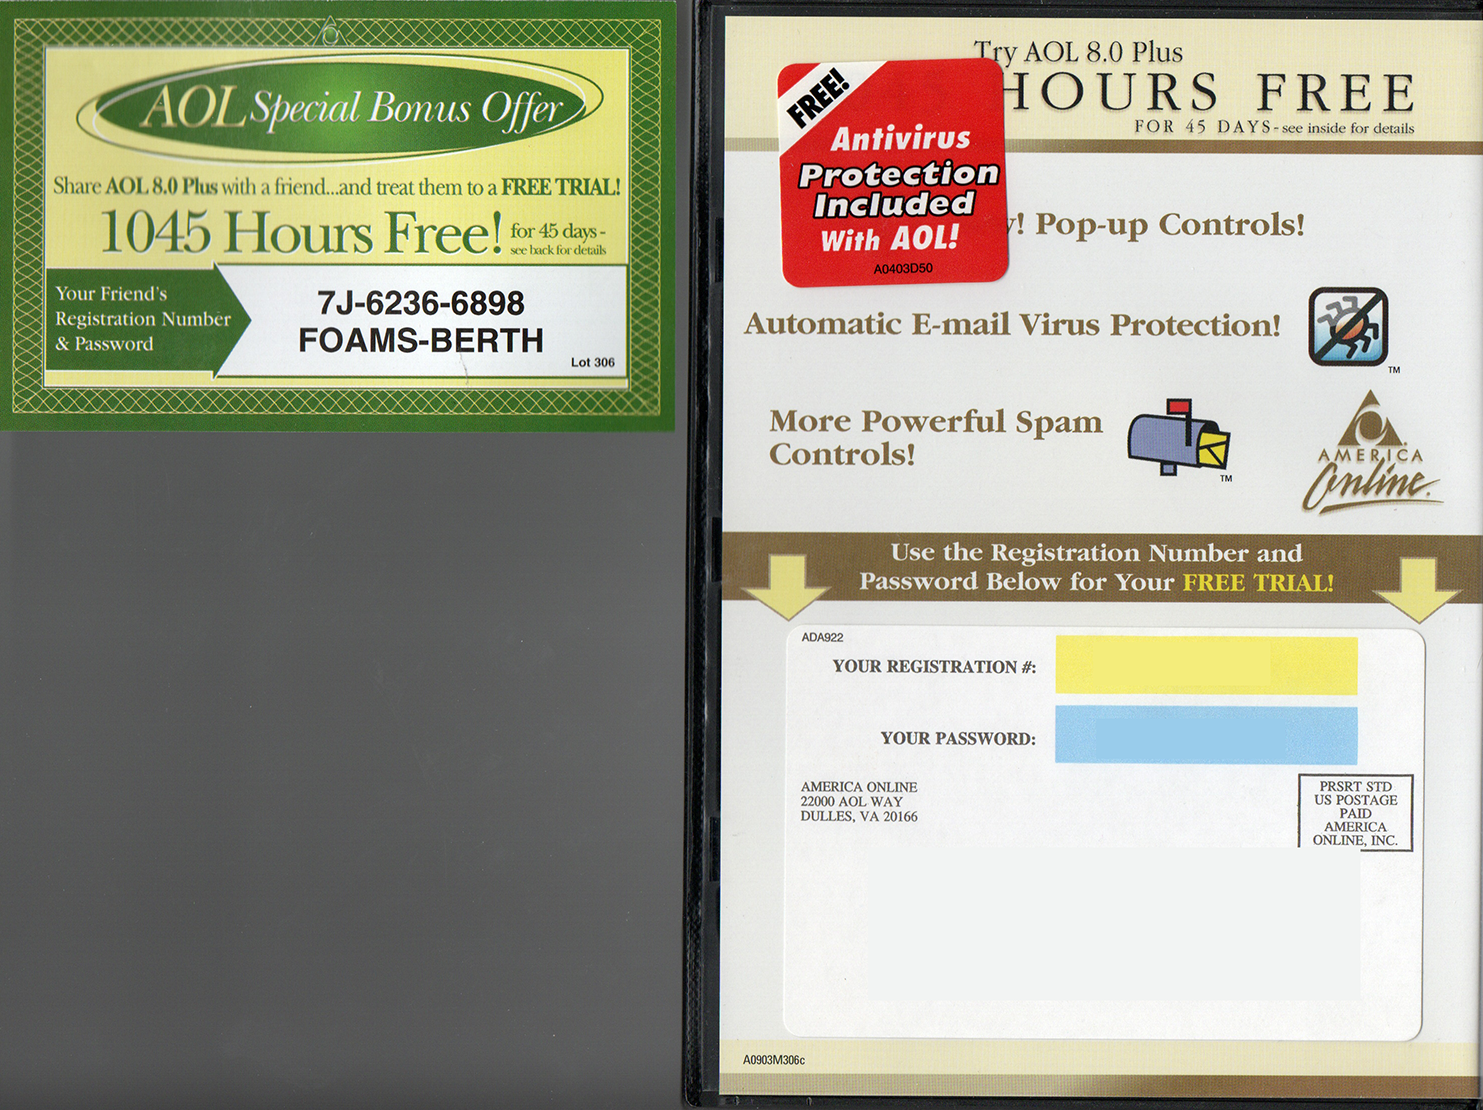 AOL Special Bonus Offer
Share AOL 8.0 Plus with a friend...and treat them to a FREE TRIAL!
1045 Hours Free! for 45 days -
see back for details
Your Friend's
Registration Number
& Password
7J-6236-6898
FOAMS-BERTH
Lot 306
Try AOL 8.0 Plus
HOURS FREE
FOR 45 DAYS - see inside for details
FREE!
Antivirus
Protection
Included
With AOL!
A0403D50
y! Pop-up Controls!
Automatic E-mail Virus Protection!
TM
More Powerful Spam
Controls!
TM
AMERICA
Online.
Use the Registration Number and
Password Below for Your FREE TRIAL!
ADA922
YOUR REGISTRATION #:
YOUR PASSWORD:
AMERICA ONLINE
22000 AOL WAY
DULLES, VA 20166
PRSRT STD
US POSTAGE
PAID
AMERICA
ONLINE, INC.
A0903M306c